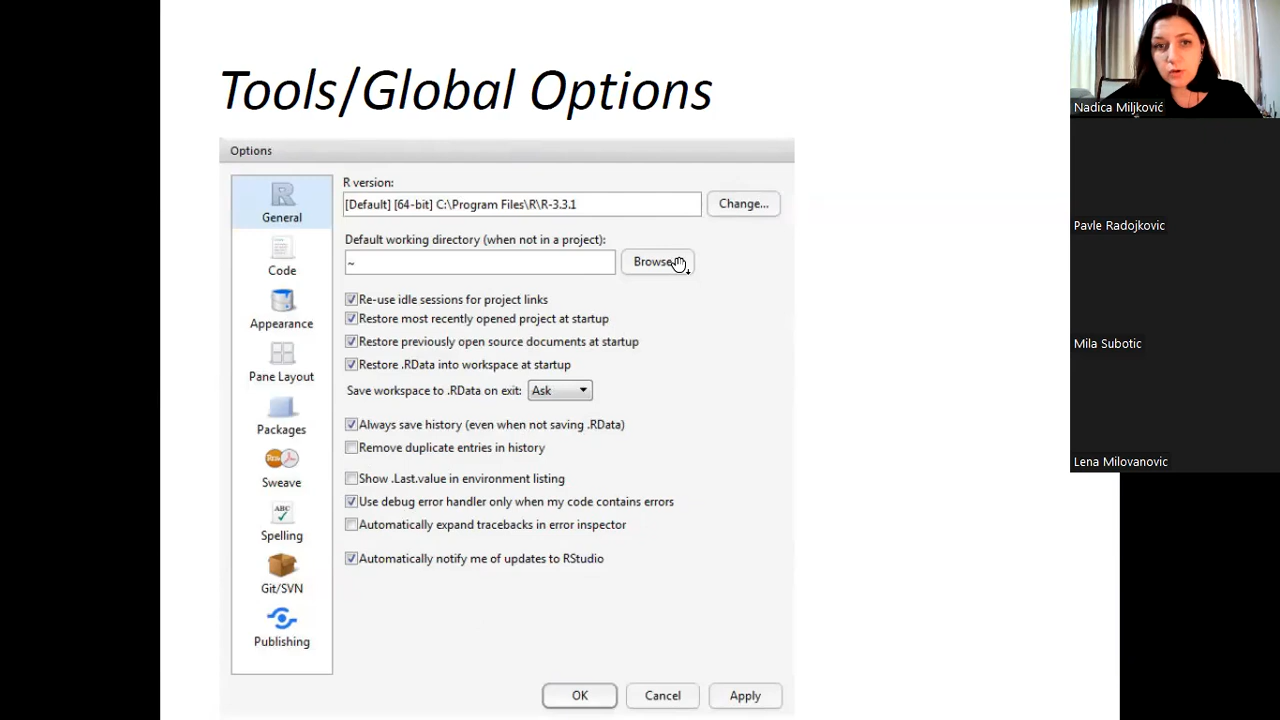 Tools/Global Options
Options
R version:
[Default] [64-bit] C:\Program Files\R\R-3.3.1
Change...
Default working directory (when not in a project):
~
Browse
Re-use idle sessions for project links
Restore most recently opened project at startup
Restore previously open source documents at startup
Restore .RData into workspace at startup
Save workspace to .RData on exit: Ask
Always save history (even when not saving .RData)
Remove duplicate entries in history
Show .Last.value in environment listing
Use debug error handler only when my code contains errors
Automatically expand tracebacks in error inspector
Automatically notify me of updates to RStudio
R
General
Code
Appearance
Pane Layout
Packages
Sweave
ABC
Spelling
Git/SVN
Publishing
OK
Cancel
Apply
Nadica Miljković
Pavle Radojkovic
Mila Subotic
Lena Milovanovic